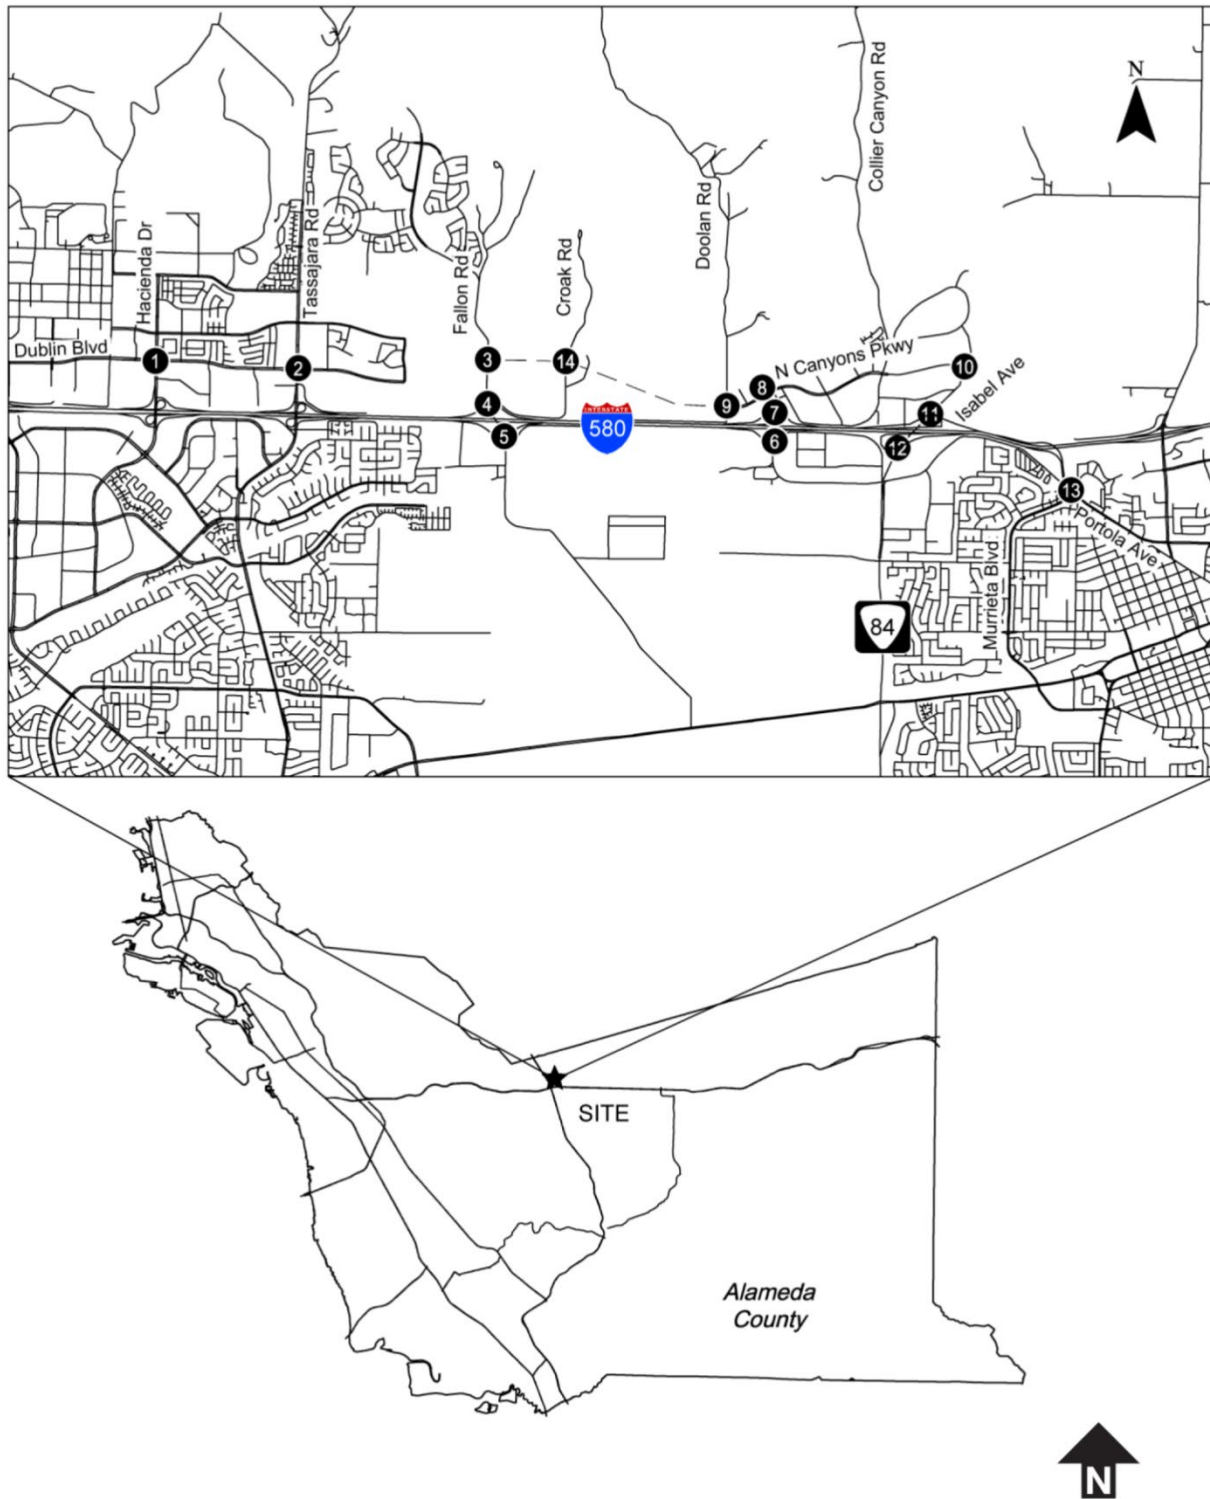 N
Hacienda Dr
Tassajara Rd
Fallon Rd
Croak Rd
Doolan Rd
Collier Canyon Rd
Dublin Blvd
N Canyons Pkwy
Isabel Ave
1
2
3
14
4
5
INTERSTATE
580
9
8
7
6
10
11
12
13
Portola Ave
Murrieta Blvd
84
SITE
Alameda
County
N